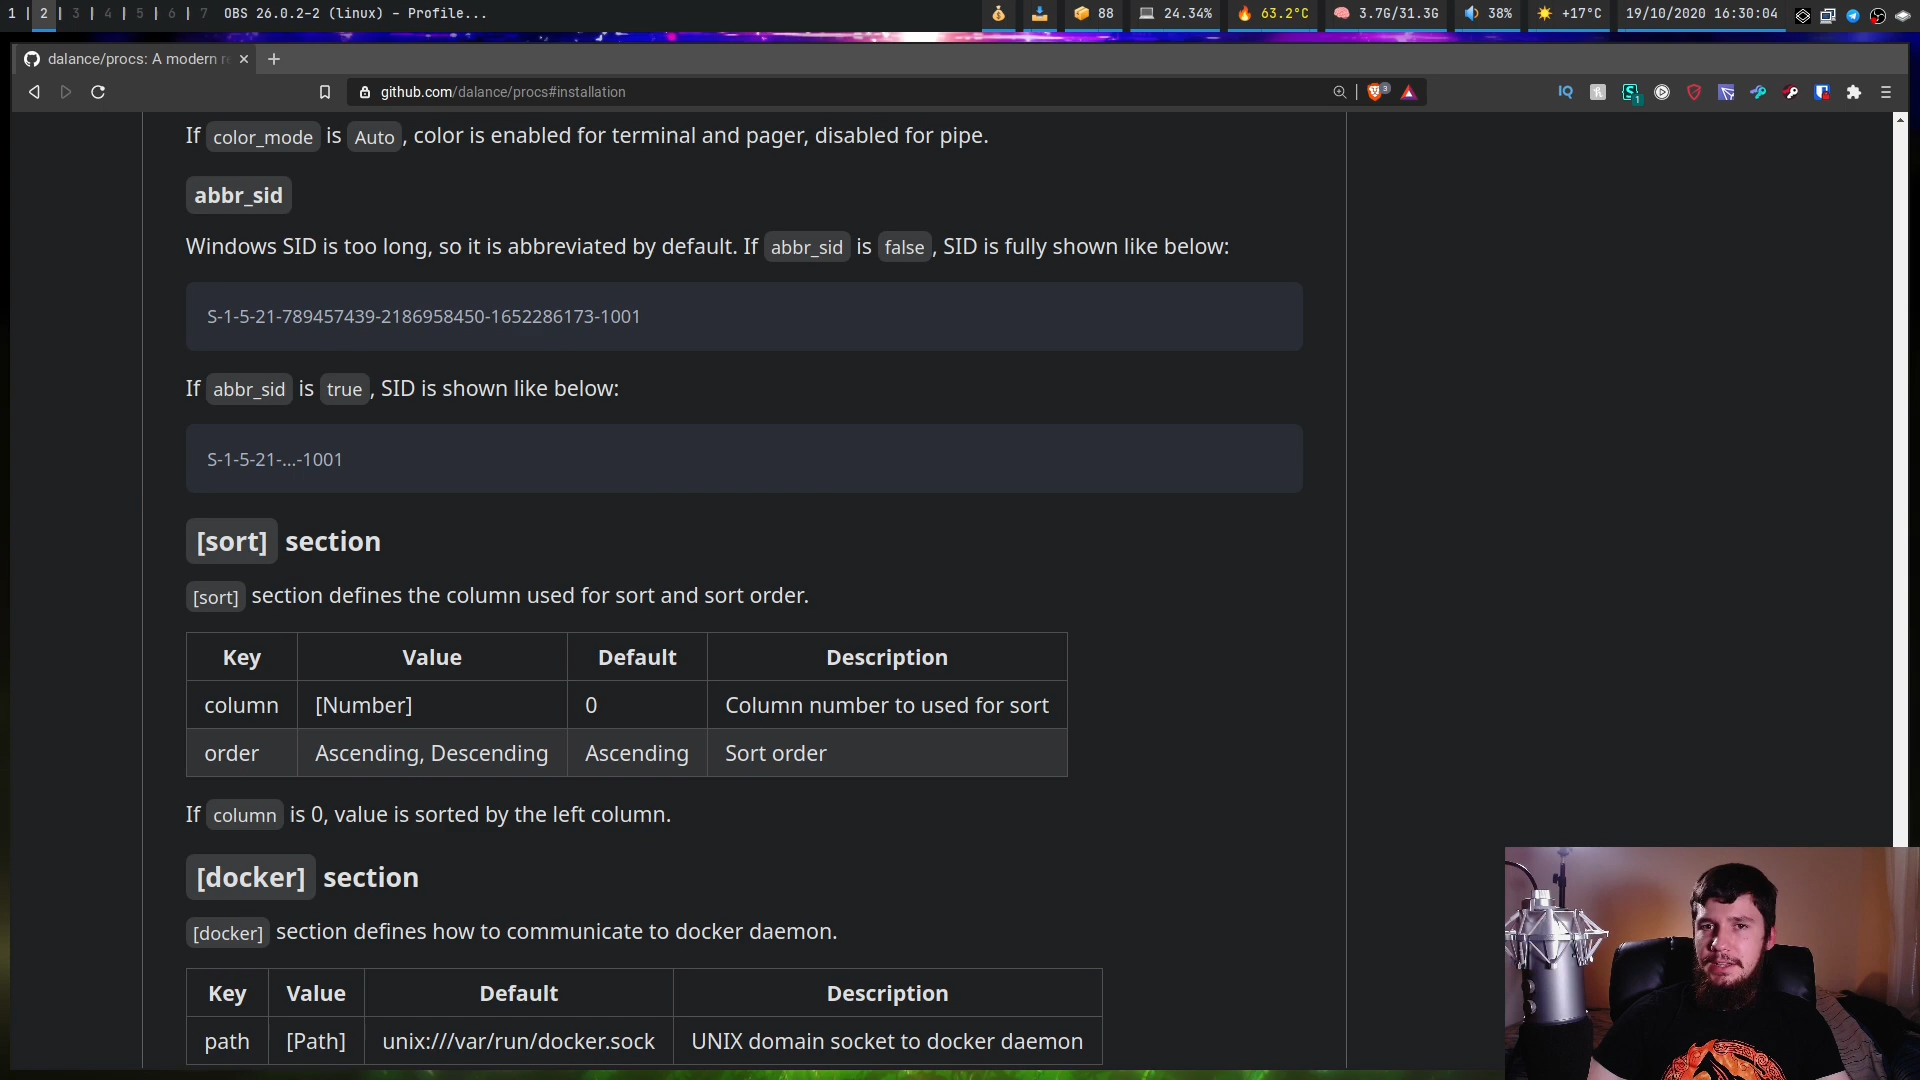 1 | 2 | 3 | 4 | 5 | 6 | 7 OBS 26.0.2-2 (linux) - Profile... 88 24.34% 63.2°C 3.7G/31.3G 38% +17°C 19/10/2020 16:30:04
dalance/procs: A modern re
github.com/dalance/procs#installation 3 IQ 1
If color_mode is Auto, color is enabled for terminal and pager, disabled for pipe.
abbr_sid
Windows SID is too long, so it is abbreviated by default. If abbr_sid is false, SID is fully shown like below:
S-1-5-21-789457439-2186958450-1652286173-1001
If abbr_sid is true, SID is shown like below:
S-1-5-21-...-1001
[sort] section
[sort] section defines the column used for sort and sort order.
Key Value Default Description
column [Number] 0 Column number to used for sort
order Ascending, Descending Ascending Sort order
If column is 0, value is sorted by the left column.
[docker] section
[docker] section defines how to communicate to docker daemon.
Key Value Default Description
path [Path] unix:///var/run/docker.sock UNIX domain socket to docker daemon